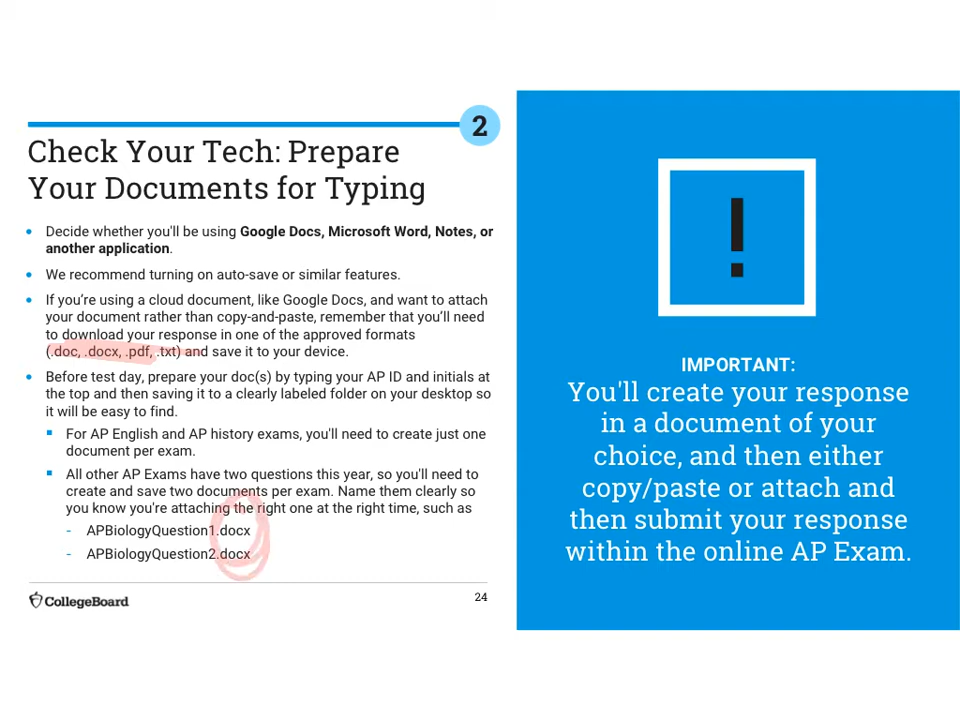 2
Check Your Tech: Prepare
Your Documents for Typing
• Decide whether you'll be using Google Docs, Microsoft Word, Notes, or
another application.
• We recommend turning on auto-save or similar features.
• If you’re using a cloud document, like Google Docs, and want to attach
your document rather than copy-and-paste, remember that you’ll need
to download your response in one of the approved formats
(.doc, .docx, .pdf, .txt) and save it to your device.
• Before test day, prepare your doc(s) by typing your AP ID and initials at
the top and then saving it to a clearly labeled folder on your desktop so
it will be easy to find.
▪ For AP English and AP history exams, you'll need to create just one
document per exam.
▪ All other AP Exams have two questions this year, so you'll need to
create and save two documents per exam. Name them clearly so
you know you're attaching the right one at the right time, such as
- APBiologyQuestion1.docx
- APBiologyQuestion2.docx
CollegeBoard
24
!
IMPORTANT:
You'll create your response
in a document of your
choice, and then either
copy/paste or attach and
then submit your response
within the online AP Exam.